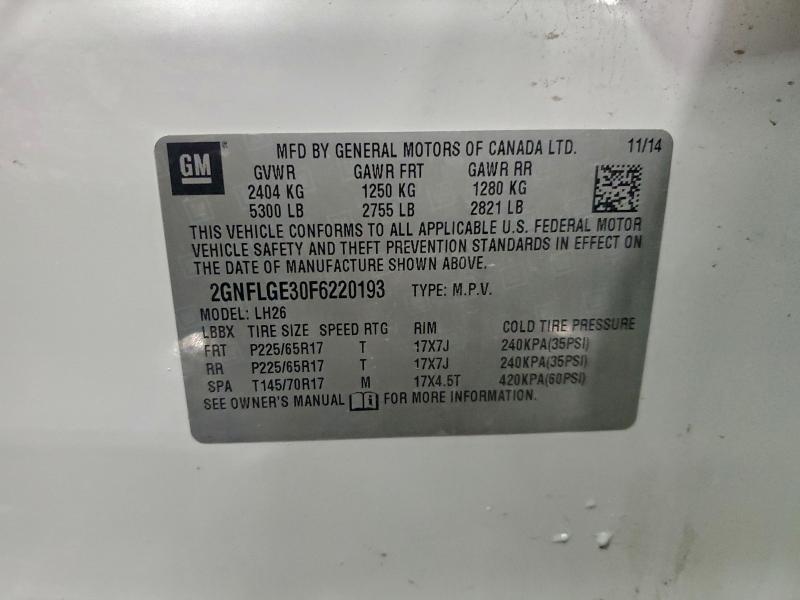 GM MFD BY GENERAL MOTORS OF CANADA LTD. 11/14
GVWR GAWR FRT GAWR RR
2404 KG 1250 KG 1280 KG
5300 LB 2755 LB 2821 LB
THIS VEHICLE CONFORMS TO ALL APPLICABLE U.S. FEDERAL MOTOR
VEHICLE SAFETY AND THEFT PREVENTION STANDARDS IN EFFECT ON
THE DATE OF MANUFACTURE SHOWN ABOVE.
2GNFLGE30F6220193 TYPE: M.P.V.
MODEL: LH26
LBBX TIRE SIZE SPEED RTG RIM COLD TIRE PRESSURE
FRT P225/65R17 T 17X7J 240KPA(35PSI)
RR P225/65R17 T 17X7J 240KPA(35PSI)
SPA T145/70R17 M 17X4.5T 420KPA(60PSI)
SEE OWNER'S MANUAL FOR MORE INFORMATION.